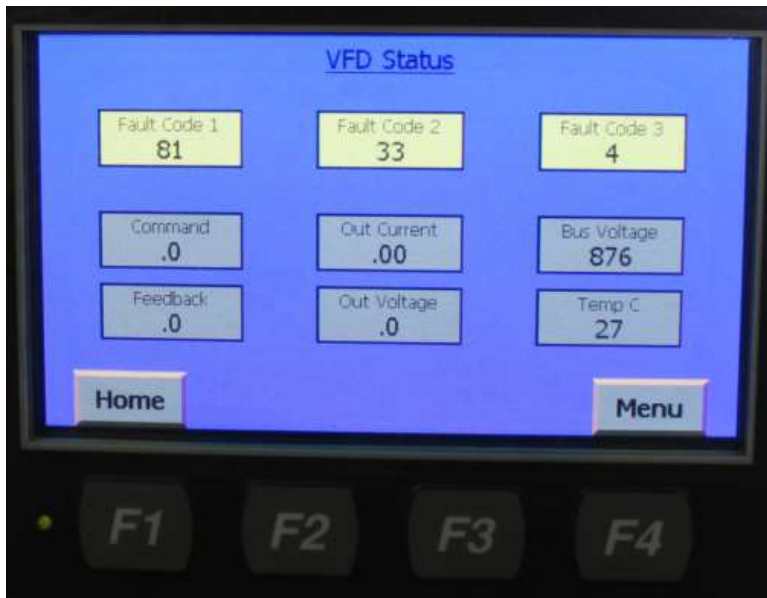 VFD Status
Fault Code 1
81
Fault Code 2
33
Fault Code 3
4
Command
.0
Out Current
.00
Bus Voltage
876
Feedback
.0
Out Voltage
.0
Temp C
27
Home
Menu
F1
F2
F3
F4